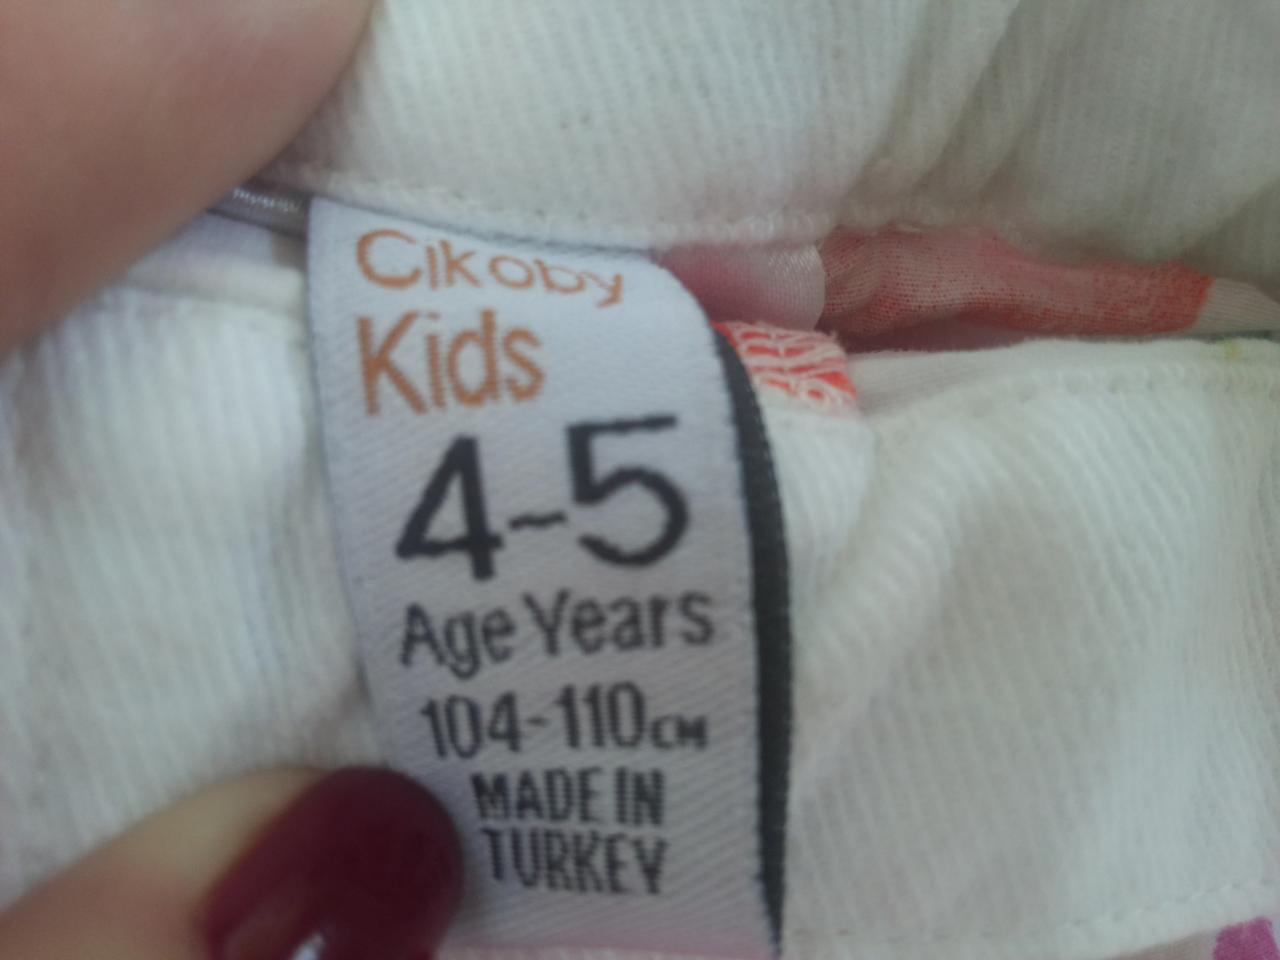 Cikoby
Kids
4-5
Age Years
104-110CM
MADE IN
TURKEY